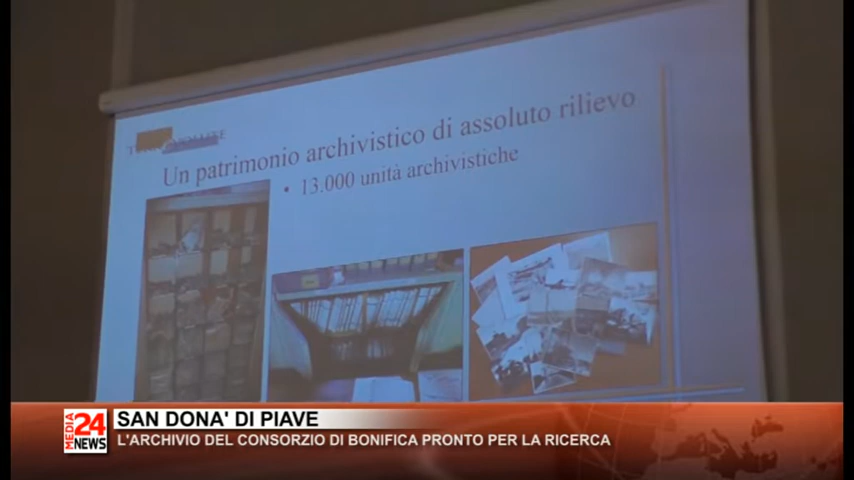 Un patrimonio archivistico di assoluto rilievo
• 13.000 unità archivistiche
MEDIA
24
NEWS
SAN DONA' DI PIAVE
L'ARCHIVIO DEL CONSORZIO DI BONIFICA PRONTO PER LA RICERCA